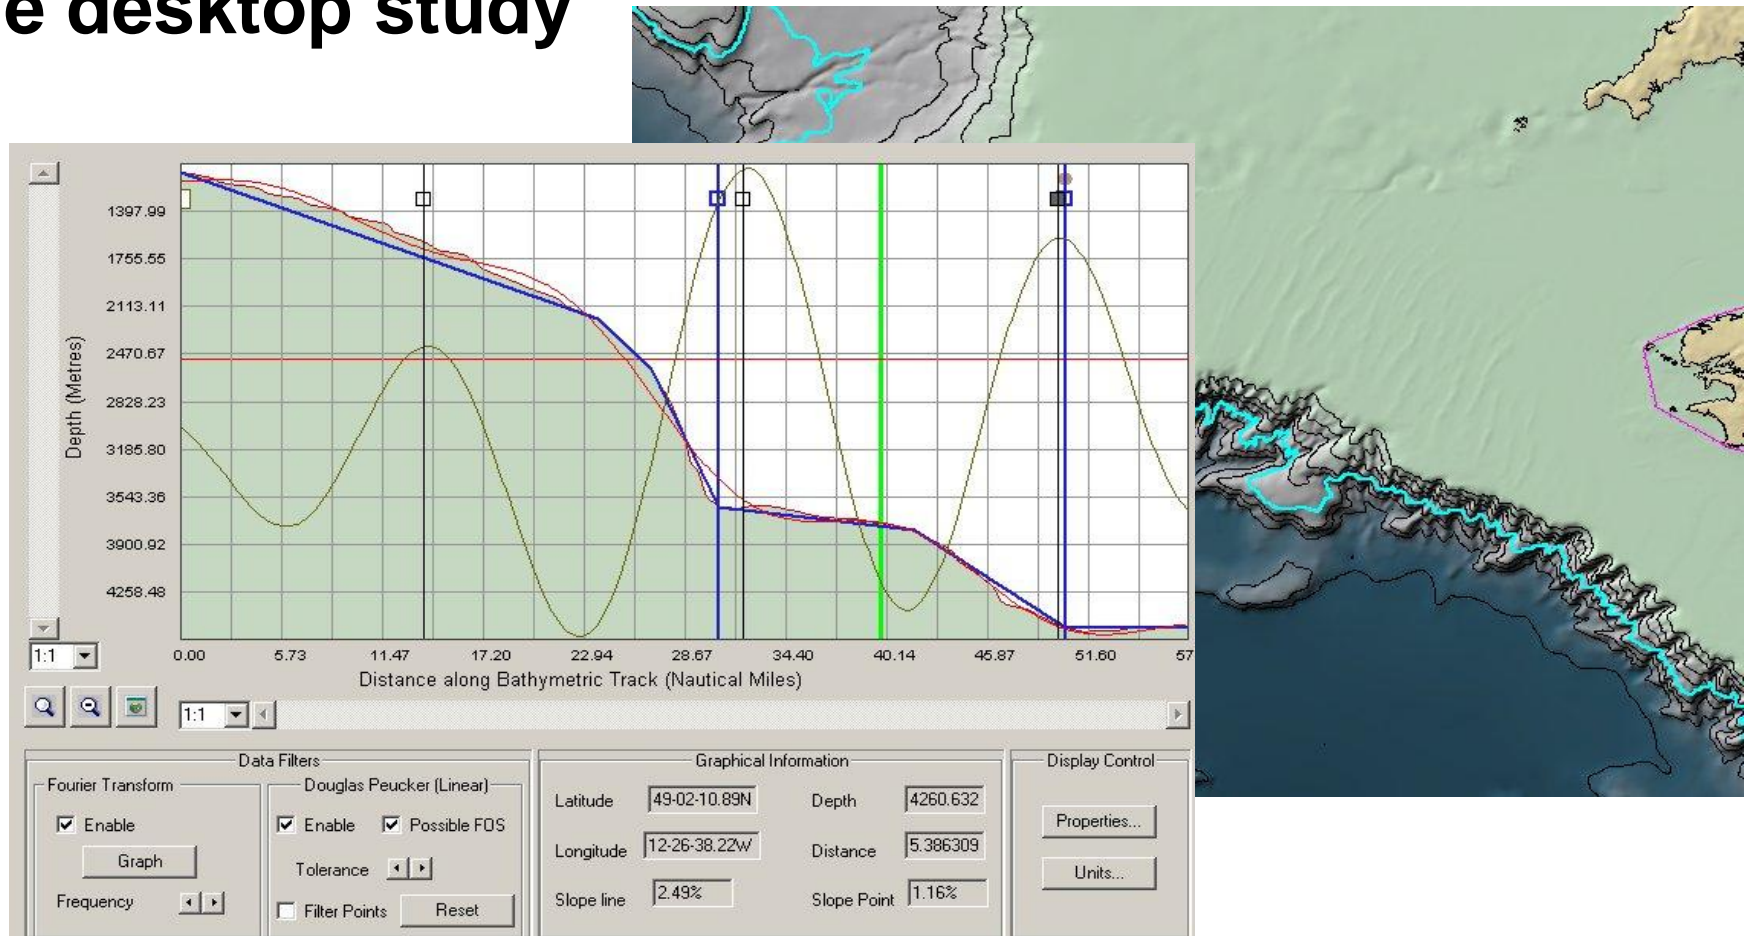 e desktop study
1397.99
1755.55
2113.11
2470.67
2828.23
3185.80
3543.36
3900.92
4258.48
Depth (Metres)
0.00 5.73 11.47 17.20 22.94 28.67 34.40 40.14 45.87 51.60 57
Distance along Bathymetric Track (Nautical Miles)
1:1
1:1
Data Filters
Fourier Transform
Enable
Graph
Frequency
Douglas Peucker (Linear)
Enable Possible FOS
Tolerance
Filter Points Reset
Graphical Information
Latitude 49-02-10.89N Depth 4260.632
Longitude 12-26-38.22W Distance 5.386309
Slope line 2.49% Slope Point 1.16%
Display Control
Properties...
Units...